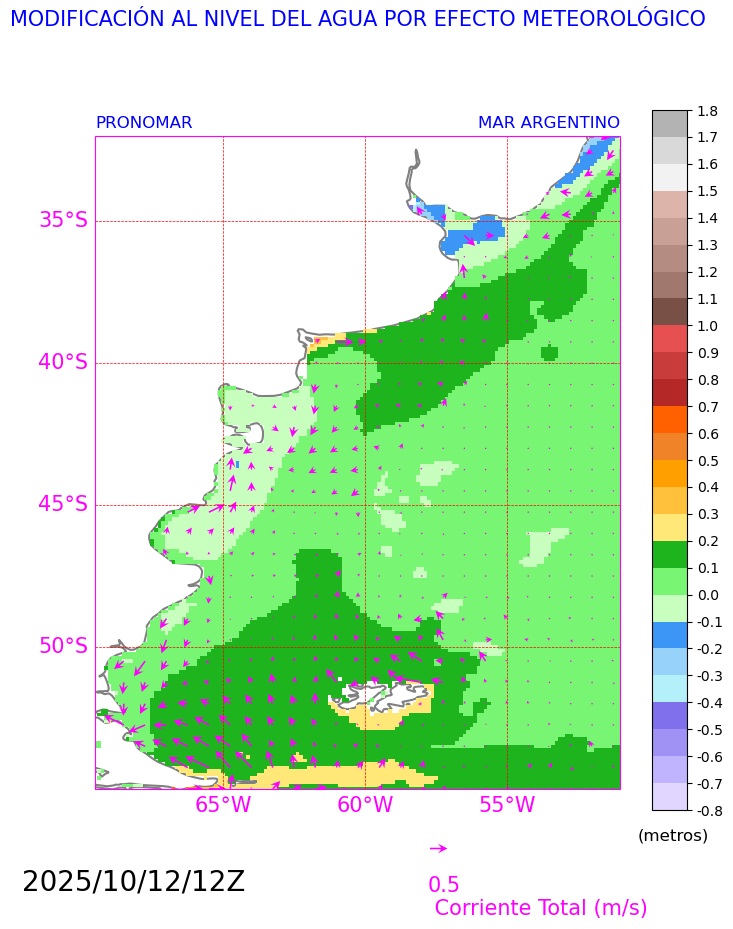 MODIFICACIÓN AL NIVEL DEL AGUA POR EFECTO METEOROLÓGICO
PRONOMAR MAR ARGENTINO
35°S
40°S
45°S
50°S
65°W 60°W 55°W
1.8
1.7
1.6
1.5
1.4
1.3
1.2
1.1
1.0
0.9
0.8
0.7
0.6
0.5
0.4
0.3
0.2
0.1
0.0
-0.1
-0.2
-0.3
-0.4
-0.5
-0.6
-0.7
-0.8
(metros)
2025/10/12/12Z
0.5
Corriente Total (m/s)